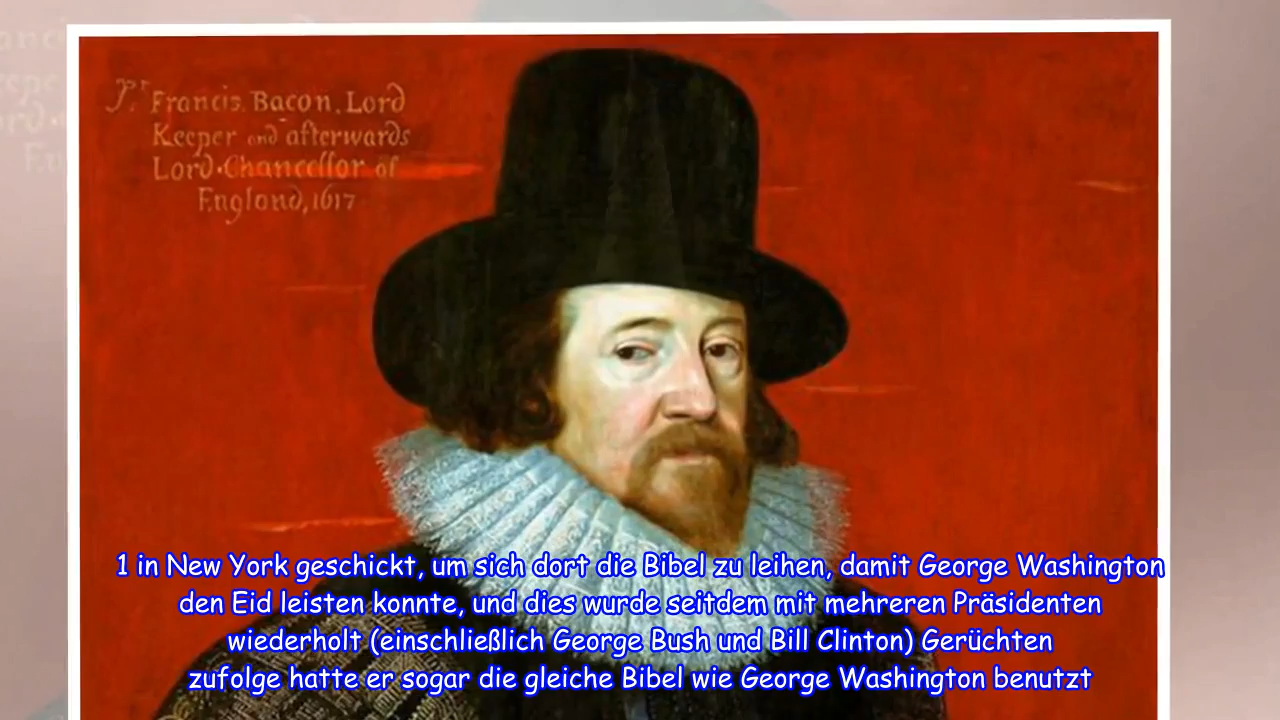 Sr Francis Bacon. Lord
Keeper and afterwards
Lord Chancellor of
England, 1617
1 in New York geschickt, um sich dort die Bibel zu leihen, damit George Washington
den Eid leisten konnte, und dies wurde seitdem mit mehreren Präsidenten
wiederholt (einschließlich George Bush und Bill Clinton) Gerüchten
zufolge hatte er sogar die gleiche Bibel wie George Washington benutzt